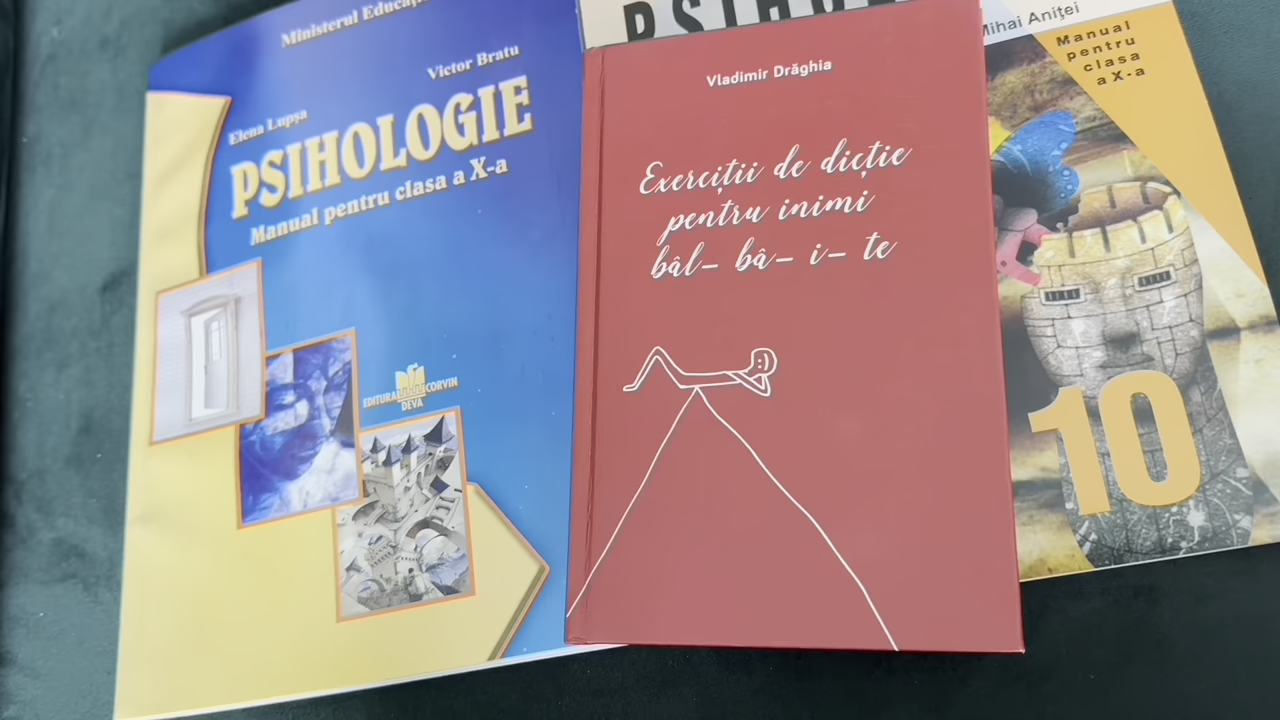 Ministerul Educați
Victor Bratu
Elena Lupșa
PSIHOLOGIE
Manual pentru clasa a X-a
EDITURA CORVIN
DEVA
PSIHO
Vladimir Drăghia
Exerciții de dicție
pentru inimi
bâl- bâ- i- te
Mihai Aniței
Manual
pentru
clasa
a X-a
10